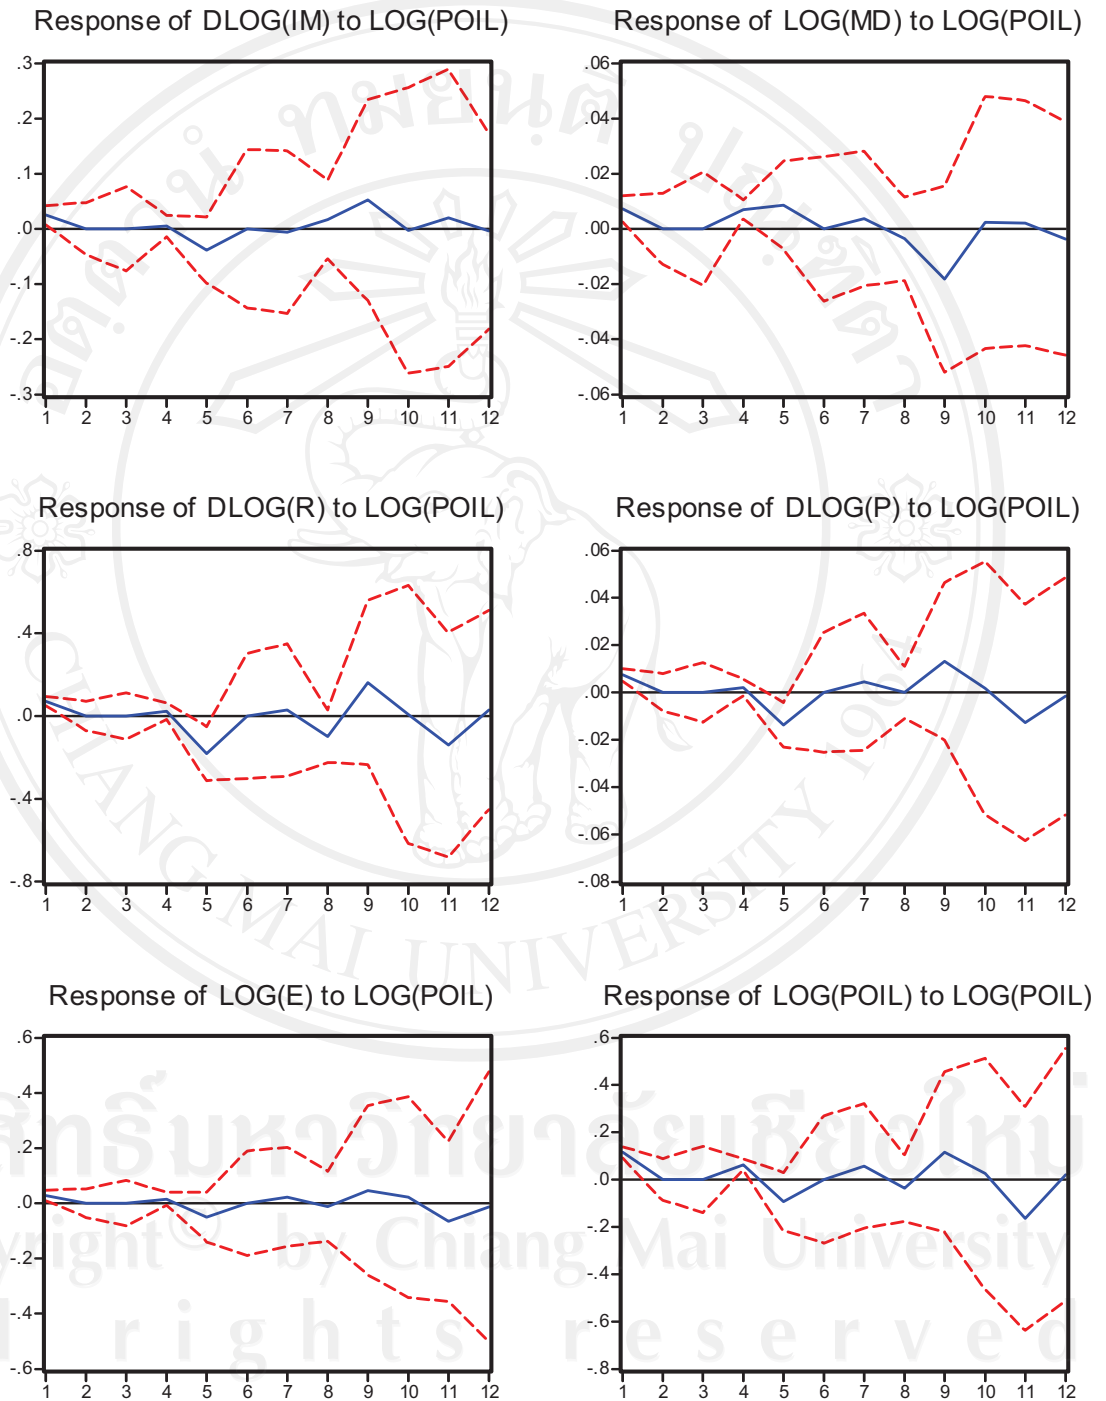 Response of DLOG(IM) to LOG(POIL)
.3
.2
.1
.0
-.1
-.2
-.3
1 2 3 4 5 6 7 8 9 10 11 12
Response of LOG(MD) to LOG(POIL)
.06
.04
.02
.00
-.02
-.04
-.06
1 2 3 4 5 6 7 8 9 10 11 12
Response of DLOG(R) to LOG(POIL)
.8
.4
.0
-.4
-.8
1 2 3 4 5 6 7 8 9 10 11 12
Response of DLOG(P) to LOG(POIL)
.06
.04
.02
.00
-.02
-.04
-.06
-.08
1 2 3 4 5 6 7 8 9 10 11 12
Response of LOG(E) to LOG(POIL)
.6
.4
.2
.0
-.2
-.4
-.6
1 2 3 4 5 6 7 8 9 10 11 12
Response of LOG(POIL) to LOG(POIL)
.6
.4
.2
.0
-.2
-.4
-.6
-.8
1 2 3 4 5 6 7 8 9 10 11 12
CHIANG MAI UNIVERSITY 1964
by Chiang Mai University
rights reserved